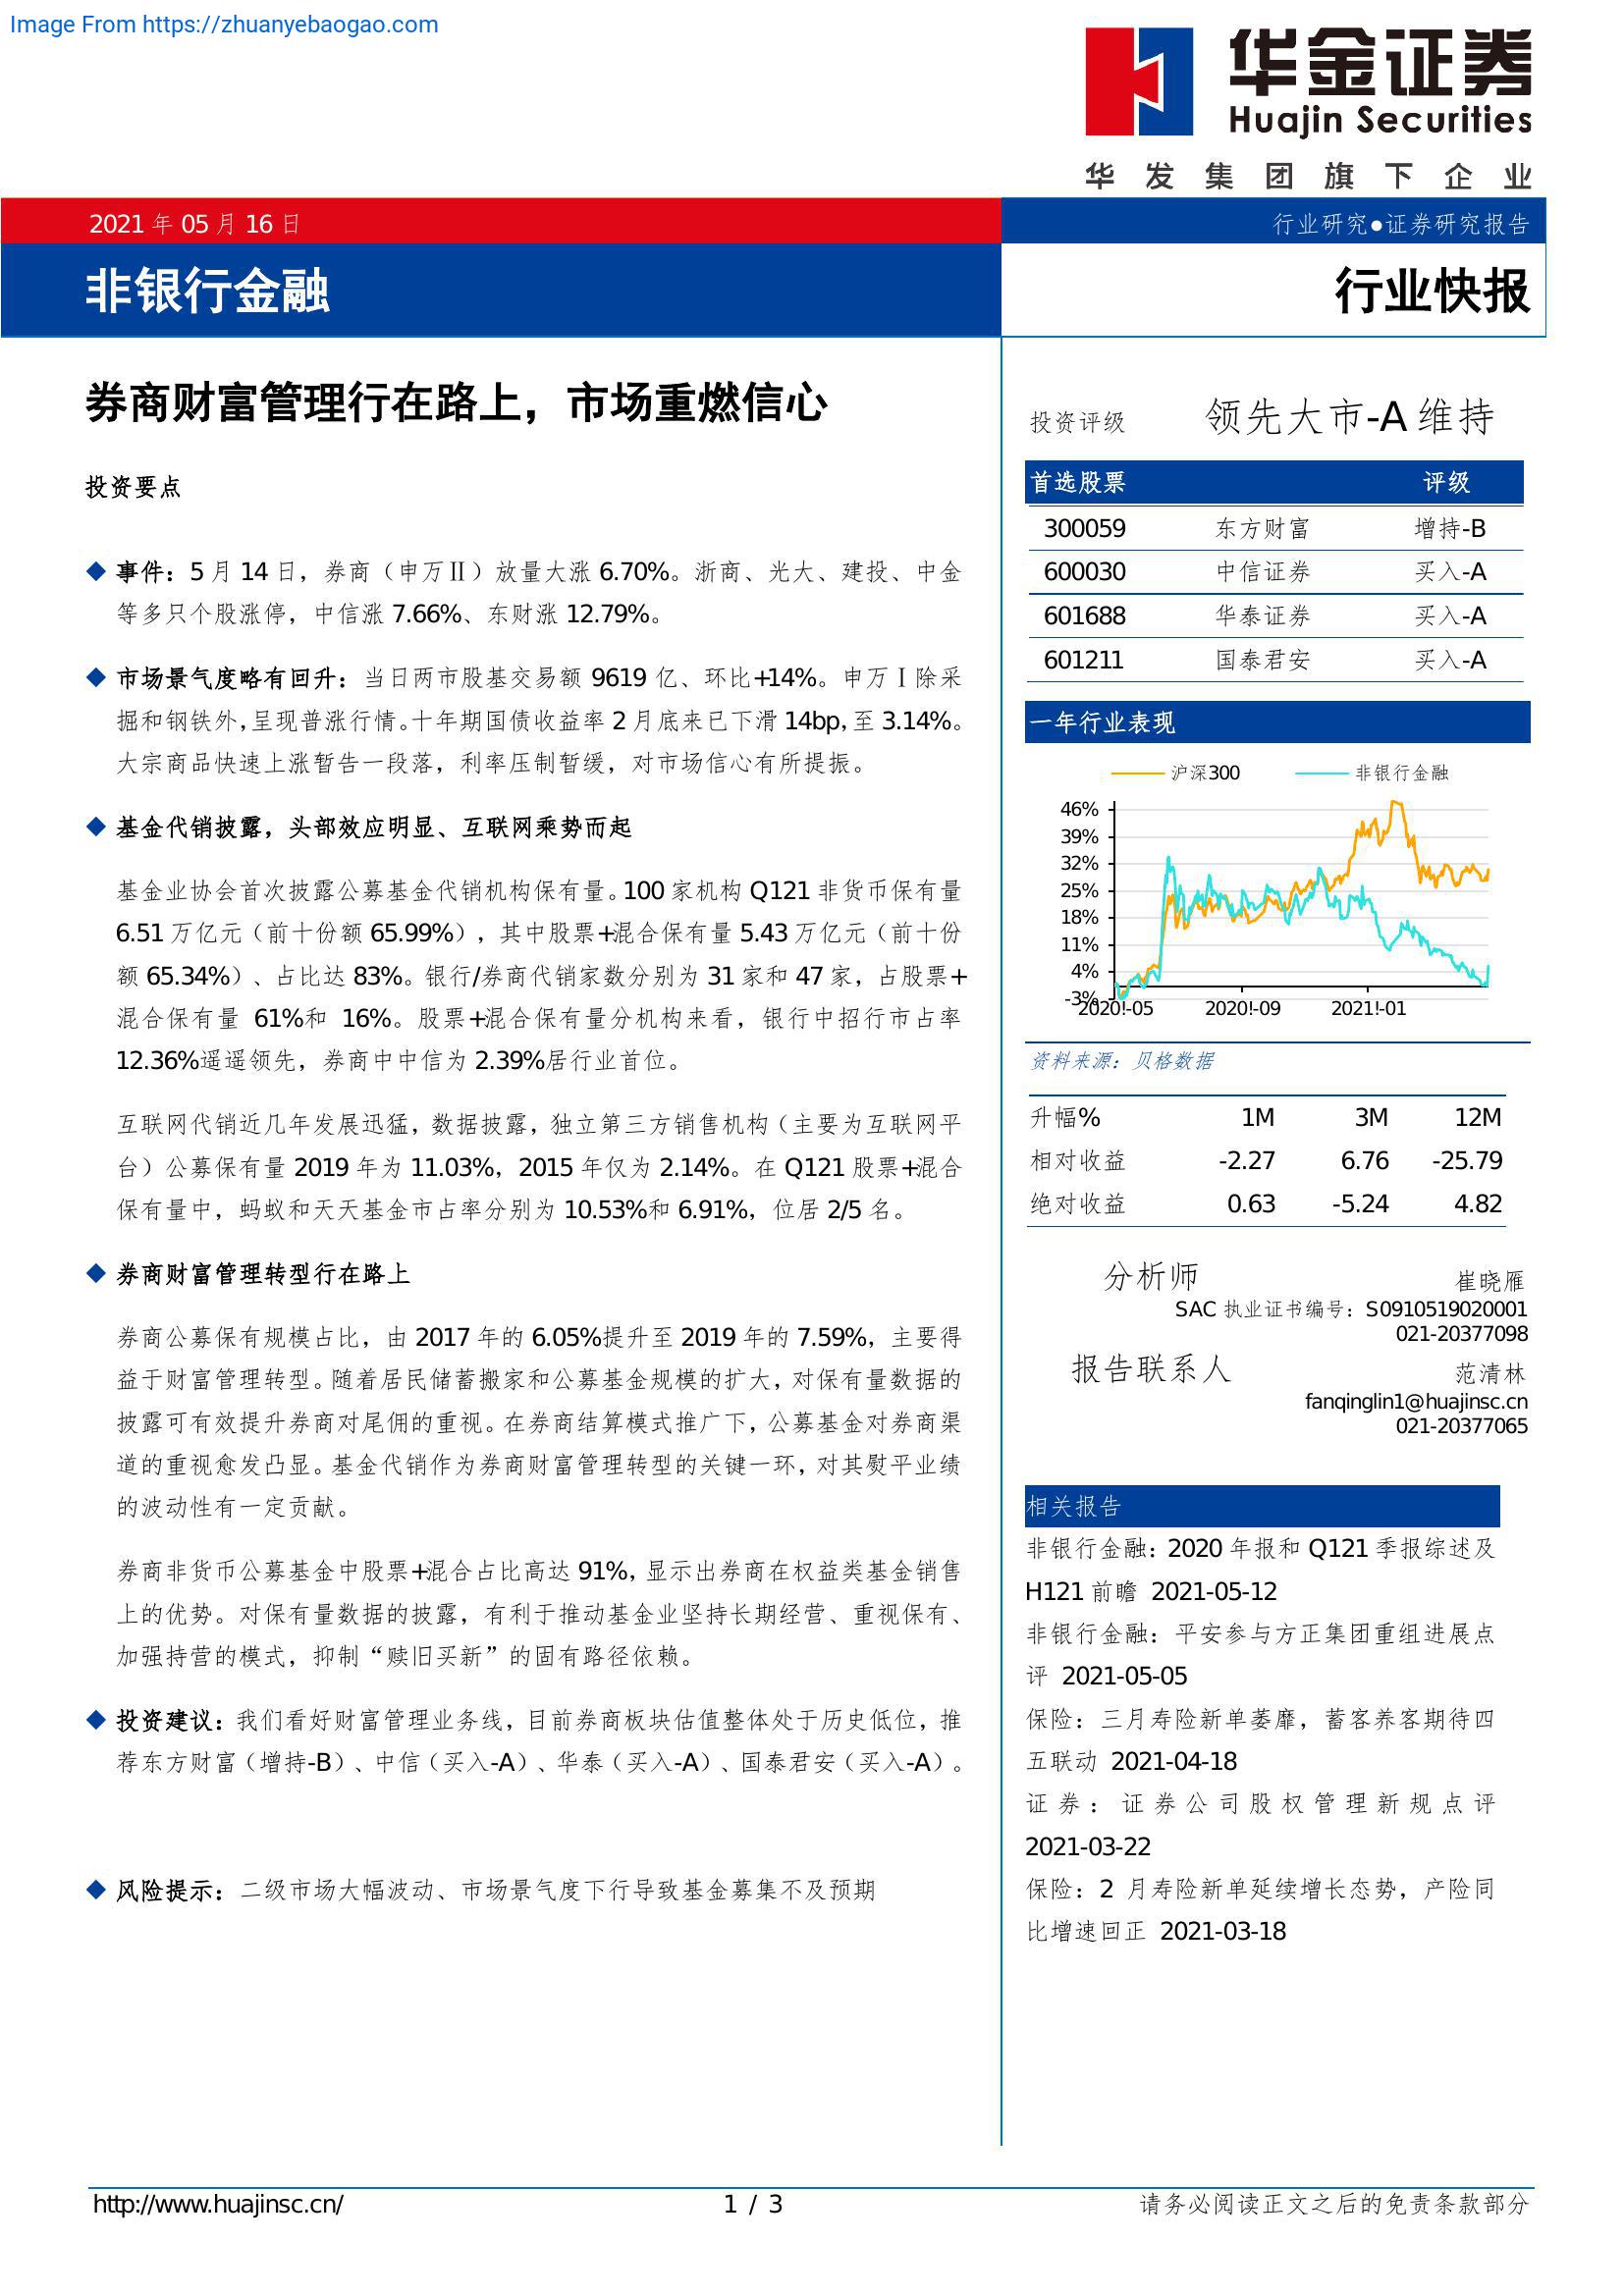 Image From https://zhuanyebaogao.com
华金证券
Huajin Securities
华发集团旗下企业
2021 年 05 月 16 日
行业研究●证券研究报告
非银行金融
行业快报
券商财富管理行在路上，市场重燃信心
投资要点
◆ 事件：5 月 14 日，券商（申万Ⅱ）放量大涨 6.70%。浙商、光大、建投、中金
等多只个股涨停，中信涨 7.66%、东财涨 12.79%。
◆ 市场景气度略有回升：当日两市股基交易额 9619 亿、环比+14%。申万Ⅰ除采
掘和钢铁外，呈现普涨行情。十年期国债收益率 2 月底来已下滑 14bp，至 3.14%。
大宗商品快速上涨暂告一段落，利率压制暂缓，对市场信心有所提振。
◆ 基金代销披露，头部效应明显、互联网乘势而起
基金业协会首次披露公募基金代销机构保有量。100 家机构 Q121 非货币保有量
6.51 万亿元（前十份额 65.99%），其中股票+混合保有量 5.43 万亿元（前十份
额 65.34%）、占比达 83%。银行/券商代销家数分别为 31 家和 47 家，占股票+
混合保有量 61%和 16%。股票+混合保有量分机构来看，银行中招行市占率
12.36%遥遥领先，券商中中信为 2.39%居行业首位。
互联网代销近几年发展迅猛，数据披露，独立第三方销售机构（主要为互联网平
台）公募保有量 2019 年为 11.03%，2015 年仅为 2.14%。在 Q121 股票+混合
保有量中，蚂蚁和天天基金市占率分别为 10.53%和 6.91%，位居 2/5 名。
◆ 券商财富管理转型行在路上
券商公募保有规模占比，由 2017 年的 6.05%提升至 2019 年的 7.59%，主要得
益于财富管理转型。随着居民储蓄搬家和公募基金规模的扩大，对保有量数据的
披露可有效提升券商对尾佣的重视。在券商结算模式推广下，公募基金对券商渠
道的重视愈发凸显。基金代销作为券商财富管理转型的关键一环，对其熨平业绩
的波动性有一定贡献。
券商非货币公募基金中股票+混合占比高达 91%，显示出券商在权益类基金销售
上的优势。对保有量数据的披露，有利于推动基金业坚持长期经营、重视保有、
加强持营的模式，抑制“赎旧买新”的固有路径依赖。
◆ 投资建议：我们看好财富管理业务线，目前券商板块估值整体处于历史低位，推
荐东方财富（增持-B）、中信（买入-A）、华泰（买入-A）、国泰君安（买入-A）。
◆ 风险提示：二级市场大幅波动、市场景气度下行导致基金募集不及预期
投资评级 领先大市-A 维持
首选股票 评级
300059 东方财富 增持-B
600030 中信证券 买入-A
601688 华泰证券 买入-A
601211 国泰君安 买入-A
一年行业表现
沪深300 非银行金融
46%
39%
32%
25%
18%
11%
4%
-3%
2020!-05 2020!-09 2021!-01
资料来源：贝格数据
升幅% 1M 3M 12M
相对收益 -2.27 6.76 -25.79
绝对收益 0.63 -5.24 4.82
分析师 崔晓雁
SAC 执业证书编号：S0910519020001
021-20377098
报告联系人 范清林
fanqinglin1@huajinsc.cn
021-20377065
相关报告
非银行金融：2020 年报和 Q121 季报综述及
H121 前瞻 2021-05-12
非银行金融：平安参与方正集团重组进展点
评 2021-05-05
保险：三月寿险新单萎靡，蓄客养客期待四
五联动 2021-04-18
证券：证券公司股权管理新规点评
2021-03-22
保险：2 月寿险新单延续增长态势，产险同
比增速回正 2021-03-18
http://www.huajinsc.cn/ 1 / 3 请务必阅读正文之后的免责条款部分